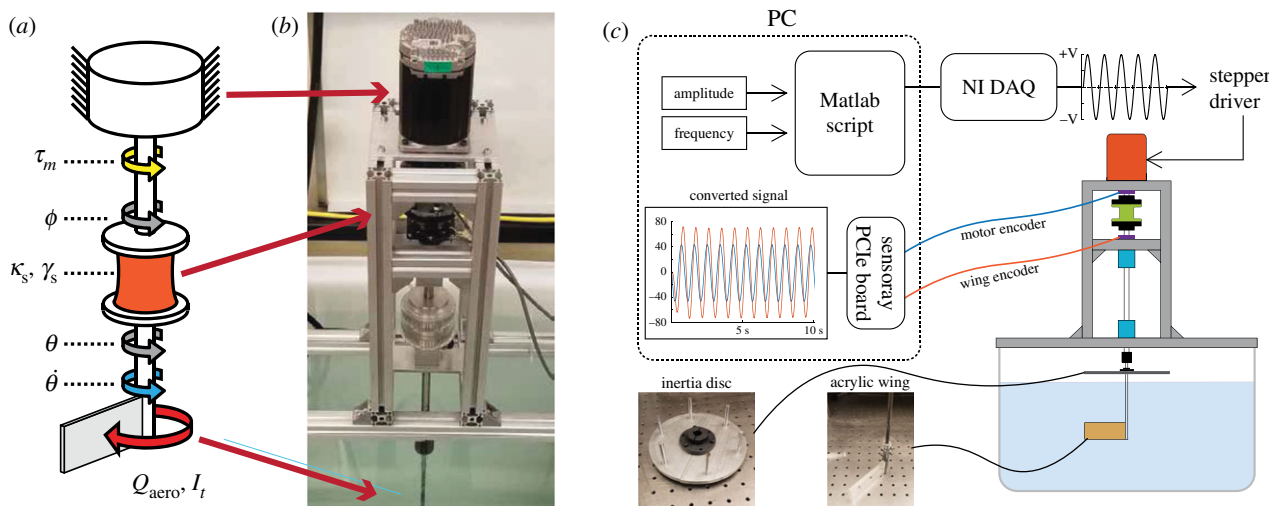 (a)
τm
ϕ
κs, γs
θ
θ̇
Qaero, It
(b)
(c)
PC
amplitude
frequency
Matlab
script
NI DAQ
+V
–V
stepper
driver
converted signal
80
40
0
–40
–80
5 s
10 s
sensoray
PCIe board
motor encoder
wing encoder
inertia disc
acrylic wing